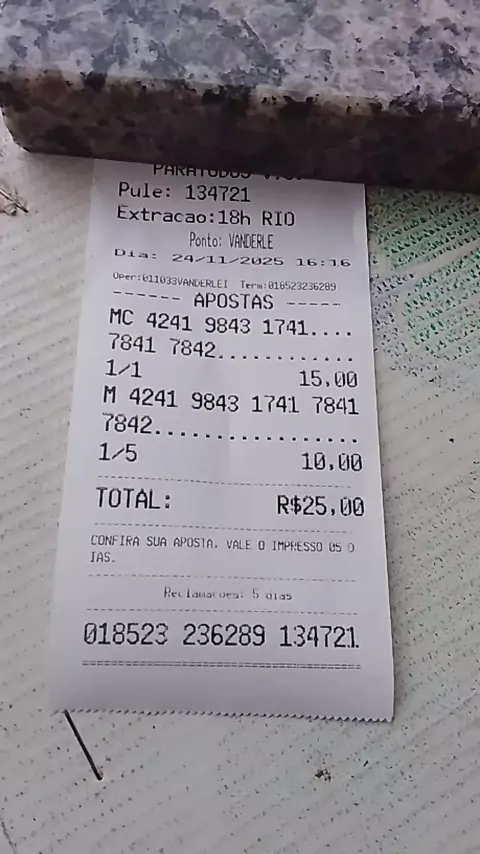 PARATODOS
Pule: 134721
Extracao:18h RIO
Ponto: VANDERLE
Dia: 24/11/2025 16:16
Oper:011033VANDERLEI Term:018523236289
------ APOSTAS -----
MC 4241 9843 1741....
7841 7842............
1/1 15,00
M 4241 9843 1741 7841
7842.................
1/5 10,00
TOTAL: R$25,00
CONFIRA SUA APOSTA. VALE O IMPRESSO 05 D
IAS.
Reclamacoes: 5 dias
018523 236289 134721